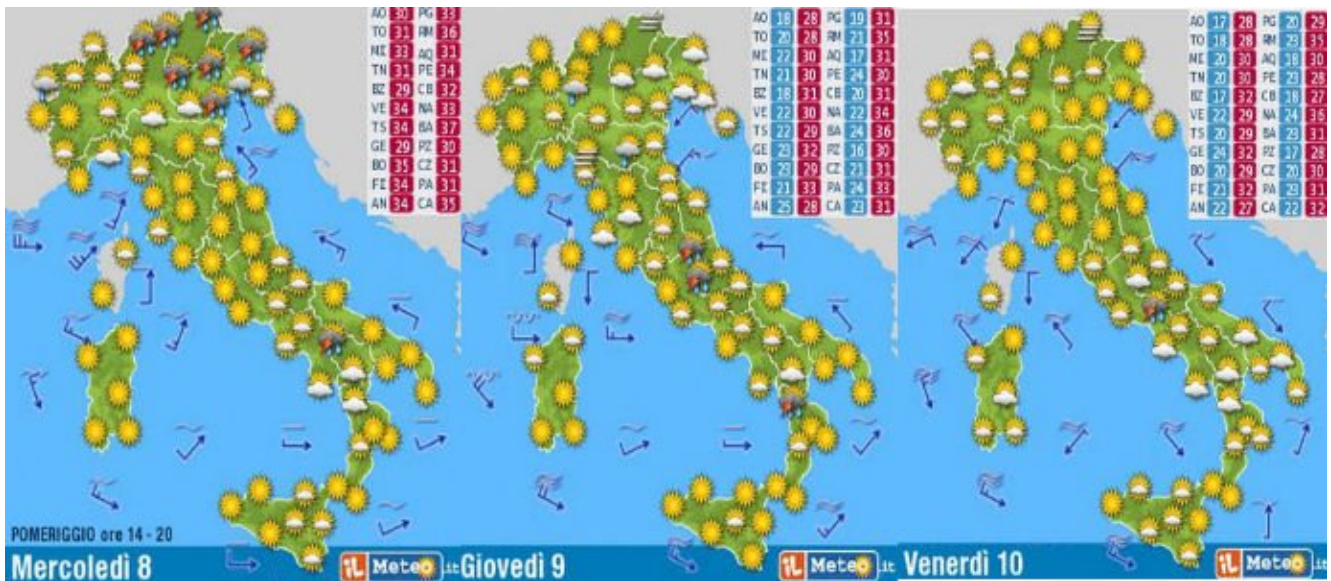 AO 30 PG 33
TO 31 RM 36
MI 33 AQ 31
TN 31 PE 34
BZ 29 CB 32
VE 34 NA 33
TS 34 BA 37
GE 29 PZ 30
BO 35 CZ 31
FI 34 PA 31
AN 34 CA 35
POMERIGGIO ore 14 - 20
Mercoledì 8
iL Meteo.it
AO 18 28 PG 19 31
TO 20 28 RM 21 35
MI 22 30 AQ 17 31
TN 21 30 PE 24 30
BZ 18 31 CB 20 31
VE 22 30 NA 22 34
TS 22 29 BA 24 36
GE 23 32 PZ 16 30
BO 23 29 CZ 21 31
FI 21 33 PA 24 33
AN 25 28 CA 23 31
Giovedì 9
iL Meteo.it
AO 17 28 PG 20 29
TO 18 28 RM 23 35
MI 20 30 AQ 18 30
TN 20 30 PE 23 28
BZ 17 32 CB 18 27
VE 22 29 NA 24 36
TS 20 29 BA 23 31
GE 24 32 PZ 17 28
BO 20 29 CZ 20 30
FI 23 32 PA 23 31
AN 22 27 CA 22 32
Venerdì 10
iL Meteo.it